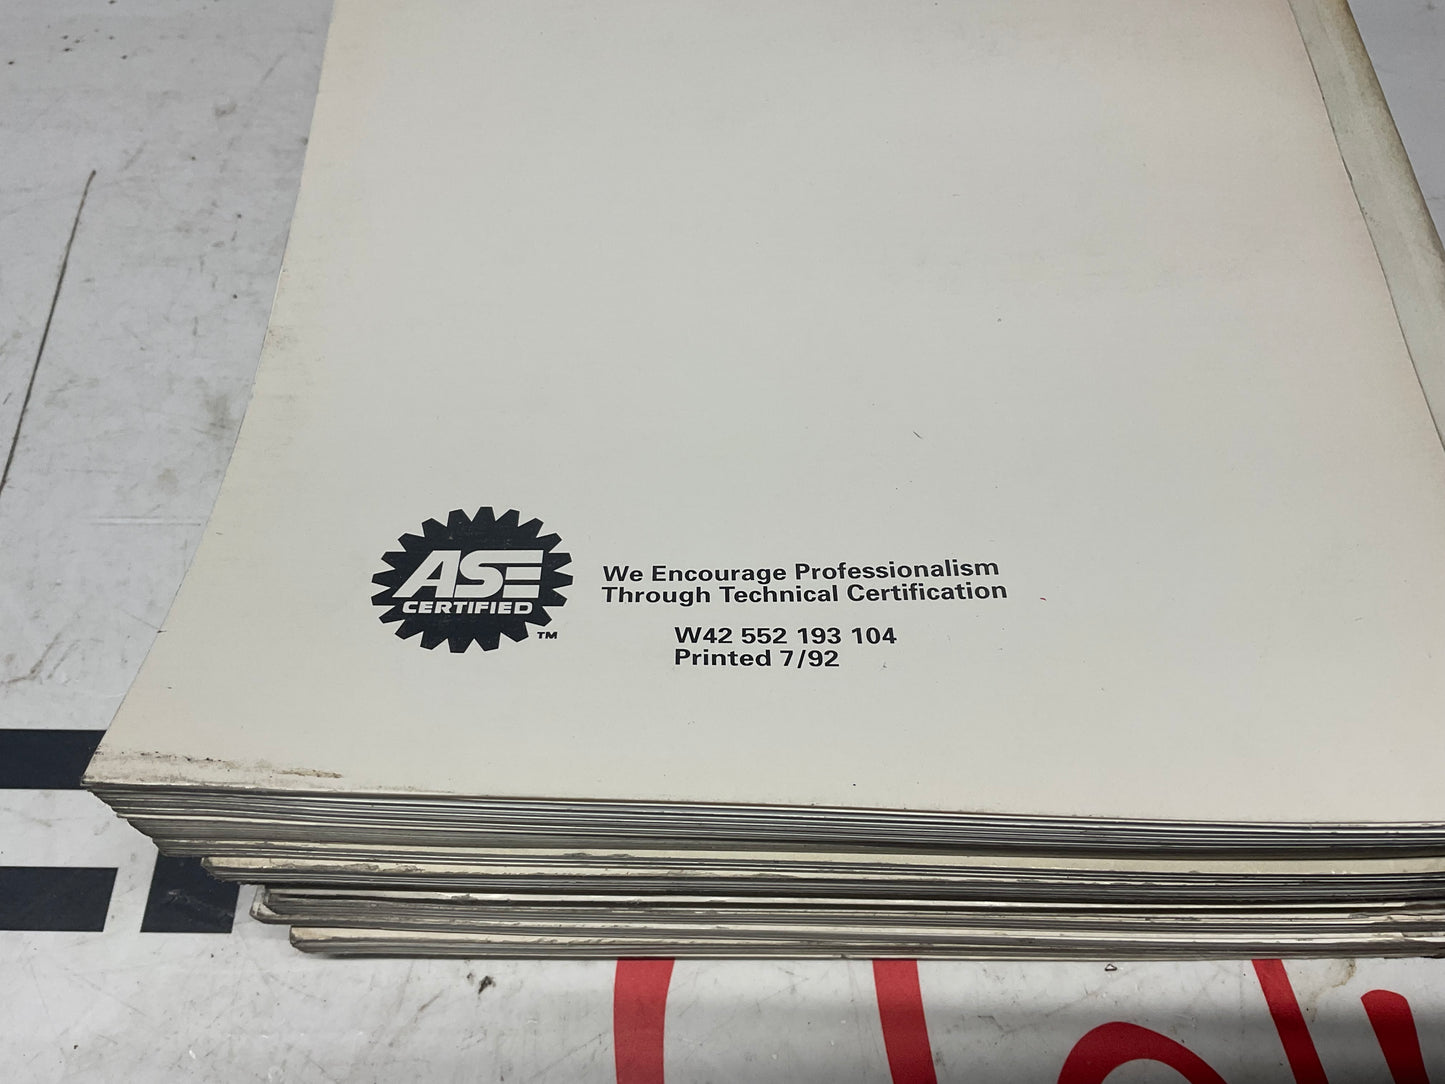 ASE
CERTIFIED
TM
We Encourage Professionalism
Through Technical Certification
W42 552 193 104
Printed 7/92